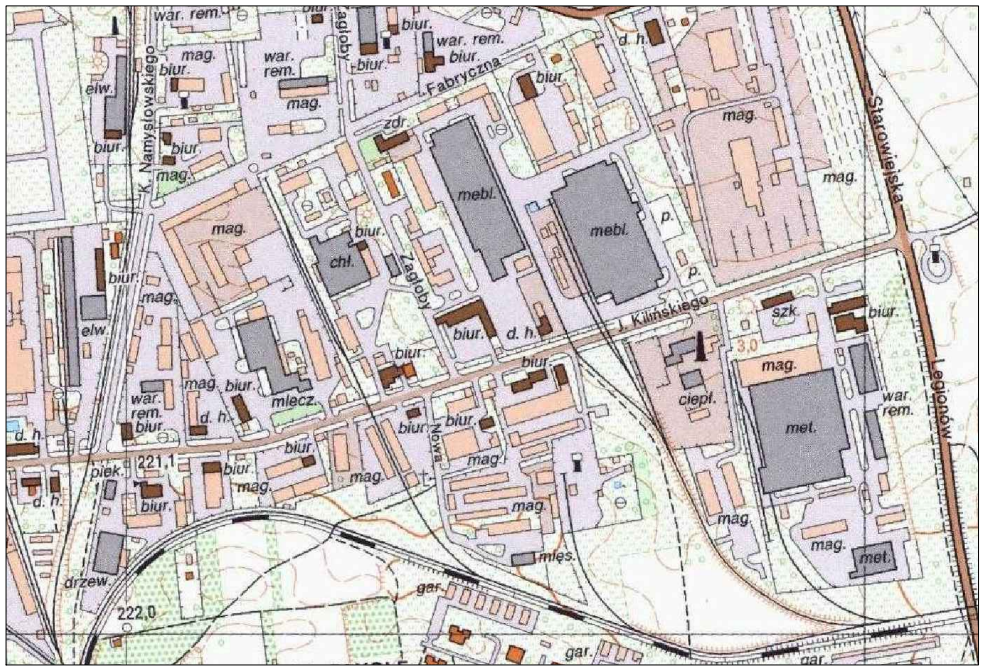 war. rem.
biur.
Zagłoby
biur.
war. rem.
biur.
d. h.
mag.
biur.
elw.
K. Namysłowskiego
war.
rem.
mag.
Fabryczna
biur.
zdr.
mag.
Starowiejska
biur.
biur.
mag.
mag.
mebl.
mag.
mebl.
p.
biur.
chł.
Zagłoby
biur.
mag.
p.
elw.
biur.
d. h.
J. Kilińskiego
szk.
biur.
3,0
biur.
biur.
mag.
Legionów
mag.
biur.
war.
rem.
biur.
d. h.
mlecz.
ciepł.
met.
war.
rem.
d. h.
biur.
biur.
Nowa
piek.
221,1
biur.
mag.
mag.
mag.
d. h.
biur.
mag.
mag.
mag.
met.
drzew.
mięs.
222,0
gar.
gar.
gar.